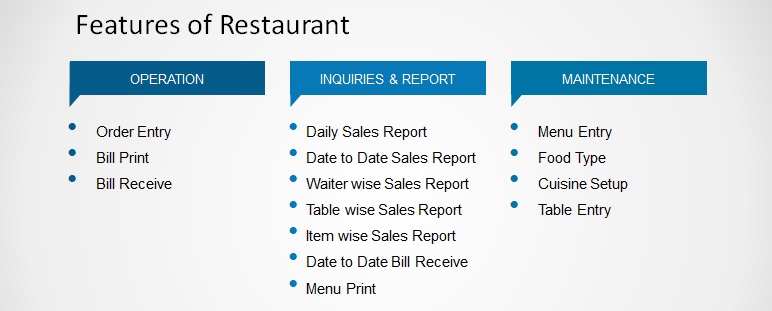 Features of Restaurant
OPERATION
Order Entry
Bill Print
Bill Receive
INQUIRIES & REPORT
Daily Sales Report
Date to Date Sales Report
Waiter wise Sales Report
Table wise Sales Report
Item wise Sales Report
Date to Date Bill Receive
Menu Print
MAINTENANCE
Menu Entry
Food Type
Cuisine Setup
Table Entry